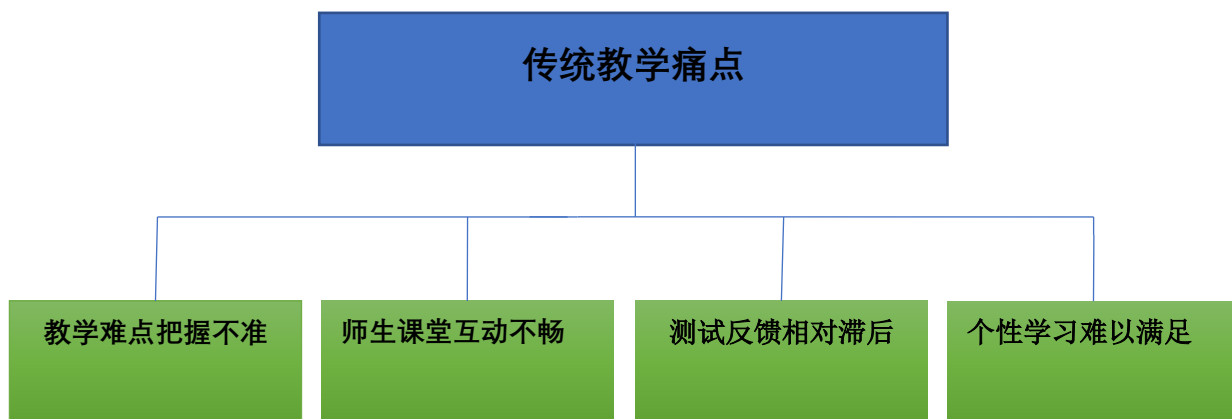 传统教学痛点
教学难点把握不准
师生课堂互动不畅
测试反馈相对滞后
个性学习难以满足